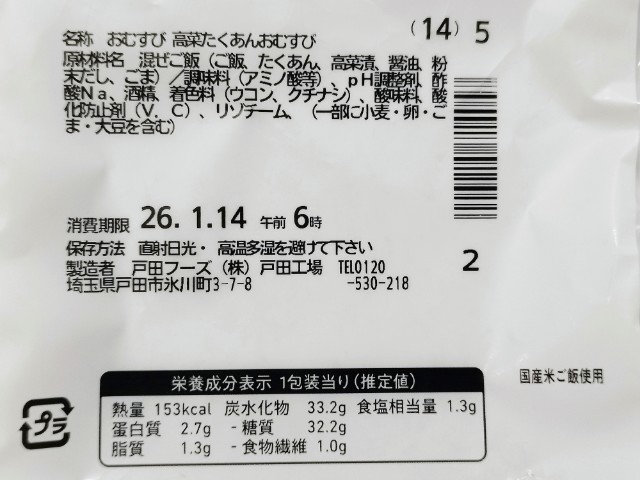 名称 おむすび 高菜たくあんおむすび
(14) 5
原材料名 混ぜご飯(ご飯、たくあん、高菜漬、醤油、粉
末だし、ごま)/調味料(アミノ酸等)、pH調整剤、酢
酸Na、酒精、着色料(ウコン、クチナシ)、酸味料、酸
化防止剤(V.C)、リゾチーム、(一部に小麦・卵・ご
ま・大豆を含む)
消費期限 26.1.14 午前 6時
保存方法 直射日光・高温多湿を避けて下さい
製造者 戸田フーズ(株)戸田工場 TEL0120
埼玉県戸田市氷川町3-7-8 -530-218
2
栄養成分表示 1包装当り(推定値)
熱量 153kcal 炭水化物 33.2g 食塩相当量 1.3g
蛋白質 2.7g - 糖質 32.2g
脂質 1.3g - 食物繊維 1.0g
国産米ご飯使用
プラ